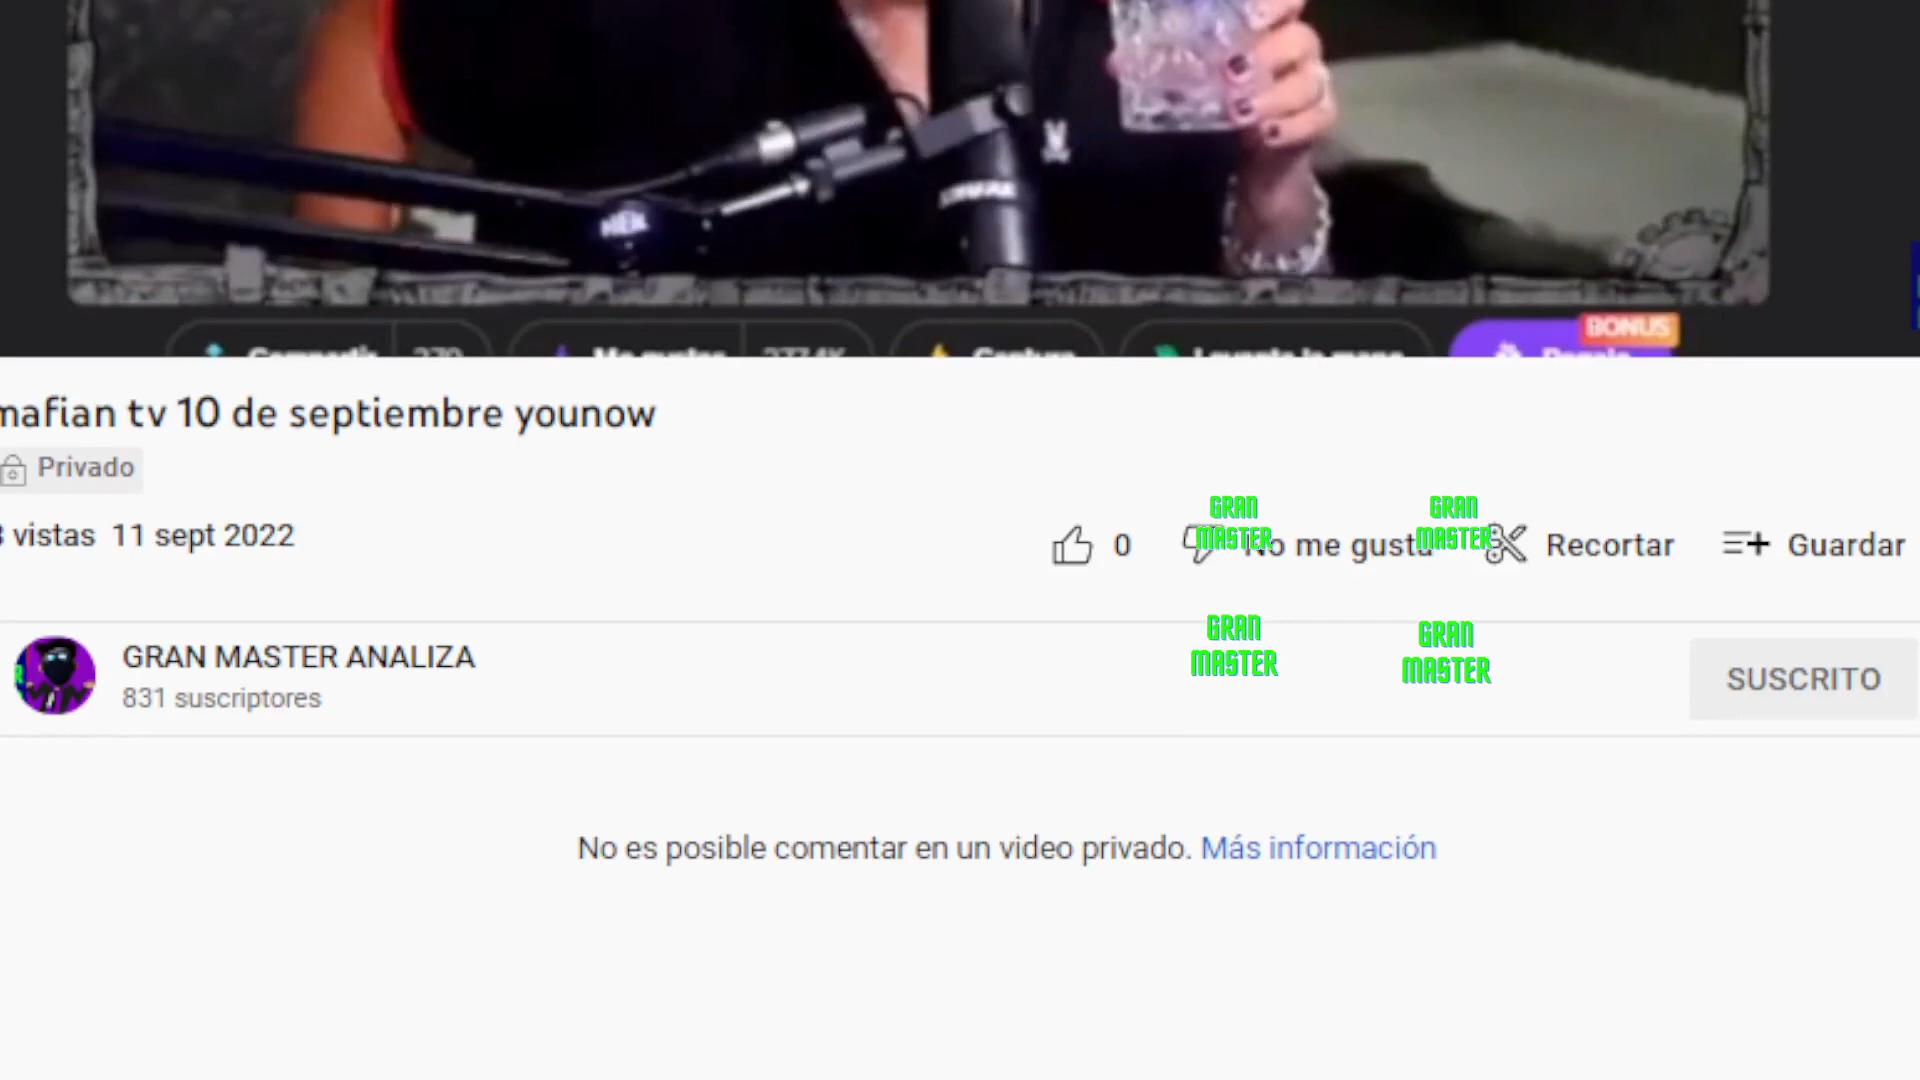 BONUS
mafian tv 10 de septiembre younow
Privado
vistas 11 sept 2022
0
No me gusta
Recortar
Guardar
GRAN
MASTER
GRAN
MASTER
GRAN MASTER ANALIZA
831 suscriptores
GRAN
MASTER
GRAN
MASTER
SUSCRITO
No es posible comentar en un video privado. Más información